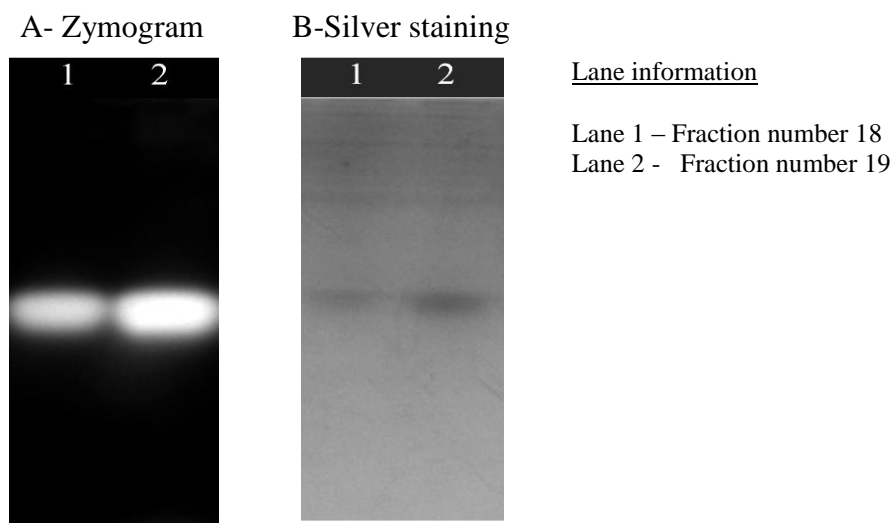 A- Zymogram
B-Silver staining
1 2
1 2
Lane information
Lane 1 – Fraction number 18
Lane 2 - Fraction number 19